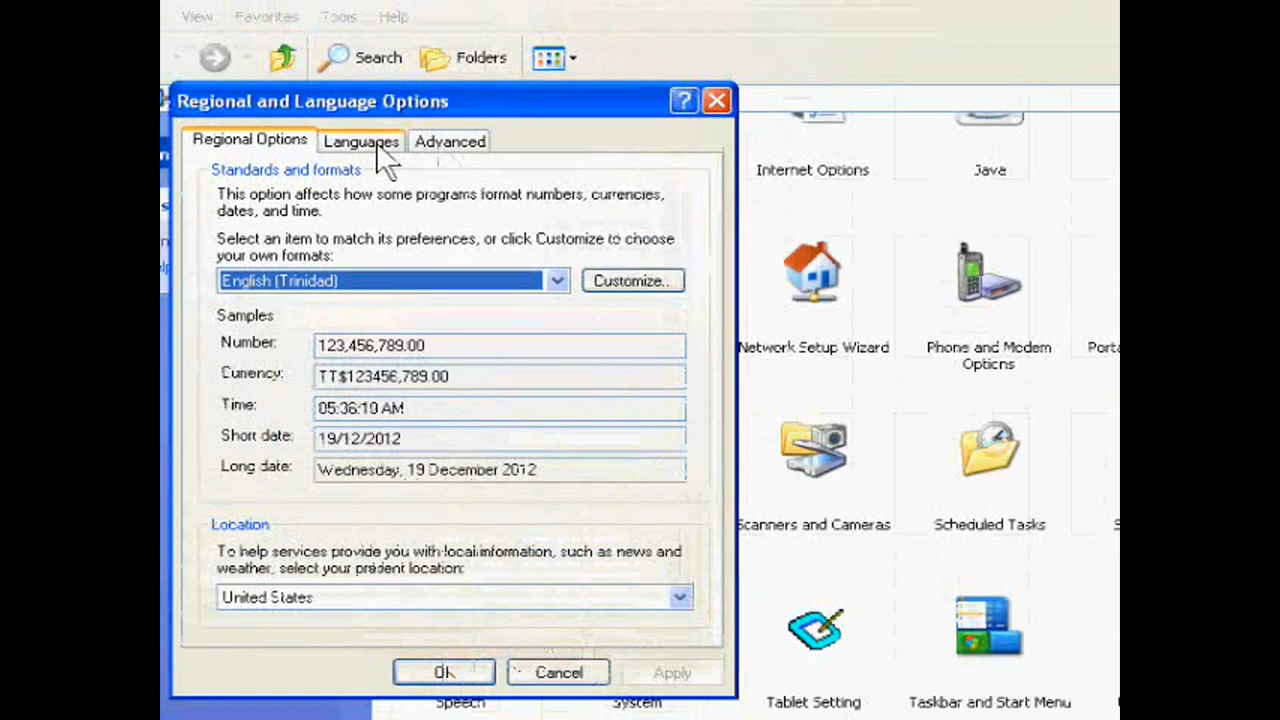 View Favorites Tools Help
Search Folders
Regional and Language Options
Regional Options Languages Advanced
Standards and formats
This option affects how some programs format numbers, currencies,
dates, and time.
Select an item to match its preferences, or click Customize to choose
your own formats:
English (Trinidad) Customize...
Samples
Number: 123,456,789.00
Currency: TT$123456,789.00
Time: 05:36:19 AM
Short date: 19/12/2012
Long date: Wednesday, 19 December 2012
Location
To help services provide you with local information, such as news and
weather, select your present location:
United States
OK Cancel Apply
Internet Options Java
Network Setup Wizard Phone and Modem
Options
Scanners and Cameras Scheduled Tasks
Speech System Tablet Setting Taskbar and Start Menu